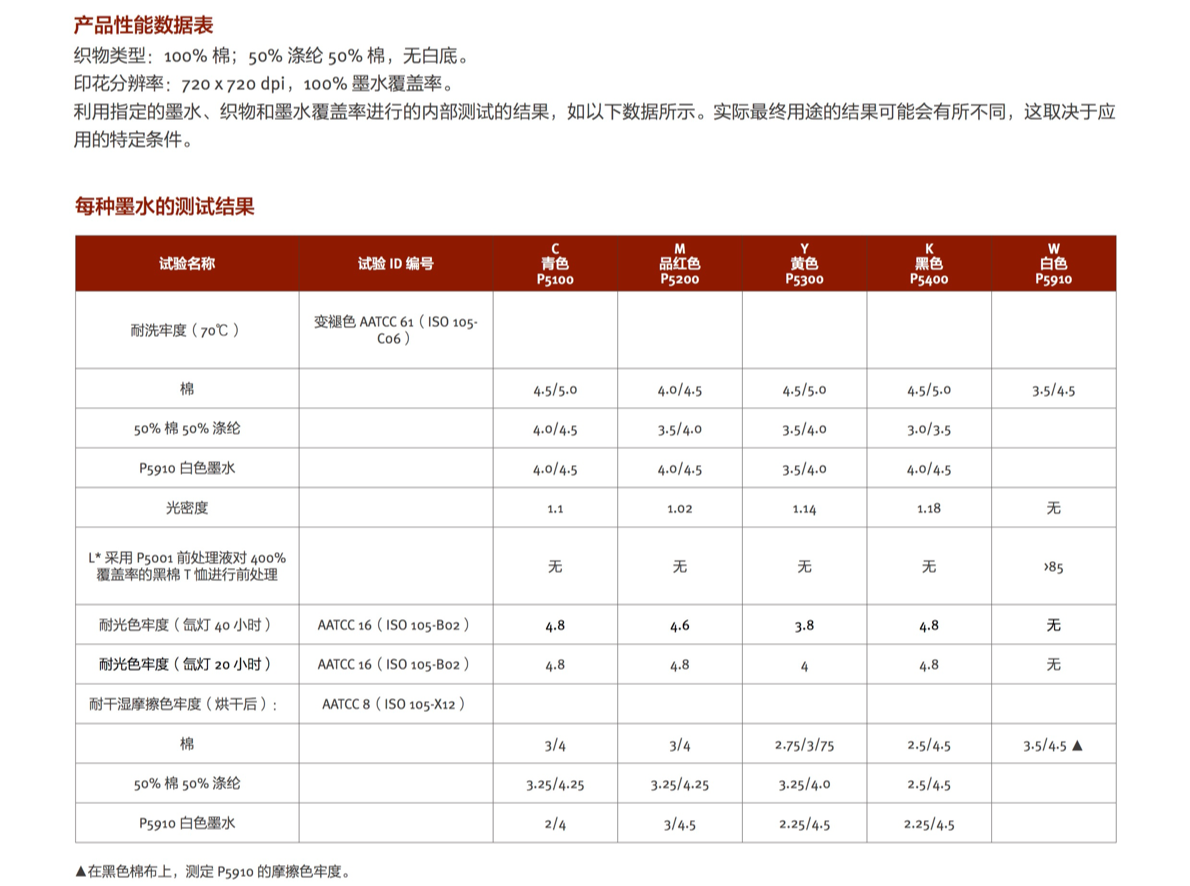 产品性能数据表
织物类型：100% 棉；50% 涤纶 50% 棉，无白底。
印花分辨率：720 x 720 dpi，100% 墨水覆盖率。
利用指定的墨水、织物和墨水覆盖率进行的内部测试的结果，如以下数据所示。实际最终用途的结果可能会有所不同，这取决于应
用的特定条件。
每种墨水的测试结果
试验名称 试验 ID 编号 C 青色 P5100 M 品红色 P5200 Y 黄色 P5300 K 黑色 P5400 W 白色 P5910
耐洗牢度（70℃） 变褪色 AATCC 61（ISO 105-
C06）
棉 4.5/5.0 4.0/4.5 4.5/5.0 4.5/5.0 3.5/4.5
50% 棉 50% 涤纶 4.0/4.5 3.5/4.0 3.5/4.0 3.0/3.5
P5910 白色墨水 4.0/4.5 4.0/4.5 3.5/4.0 4.0/4.5
光密度 1.1 1.02 1.14 1.18 无
L* 采用 P5001 前处理液对 400%
覆盖率的黑棉 T 恤进行前处理 无 无 无 无 >85
耐光色牢度（氙灯 40 小时） AATCC 16（ISO 105-B02） 4.8 4.6 3.8 4.8 无
耐光色牢度（氙灯 20 小时） AATCC 16（ISO 105-B02） 4.8 4.8 4 4.8 无
耐干湿摩擦色牢度（烘干后）: AATCC 8（ISO 105-X12）
棉 3/4 3/4 2.75/3/75 2.5/4.5 3.5/4.5 ▲
50% 棉 50% 涤纶 3.25/4.25 3.25/4.25 3.25/4.0 2.5/4.5
P5910 白色墨水 2/4 3/4.5 2.25/4.5 2.25/4.5
▲在黑色棉布上，测定 P5910 的摩擦色牢度。